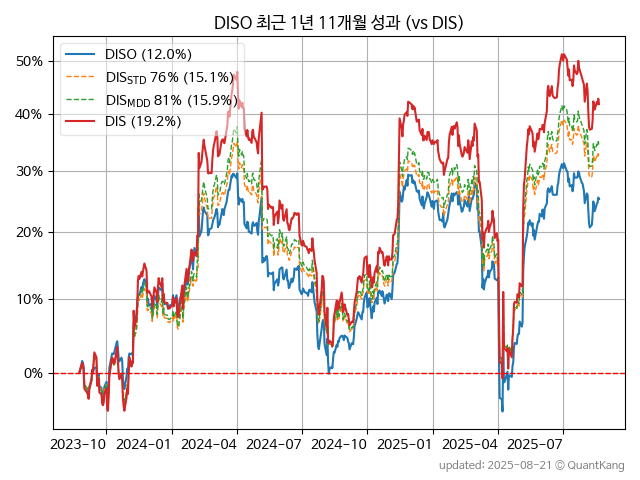 DISO 최근 1년 11개월 성과 (vs DIS)
DISO (12.0%)
DIS_STD 76% (15.1%)
DIS_MDD 81% (15.9%)
DIS (19.2%)
50%
40%
30%
20%
10%
0%
2023-10 2024-01 2024-04 2024-07 2024-10 2025-01 2025-04 2025-07
updated: 2025-08-21 © QuantKang